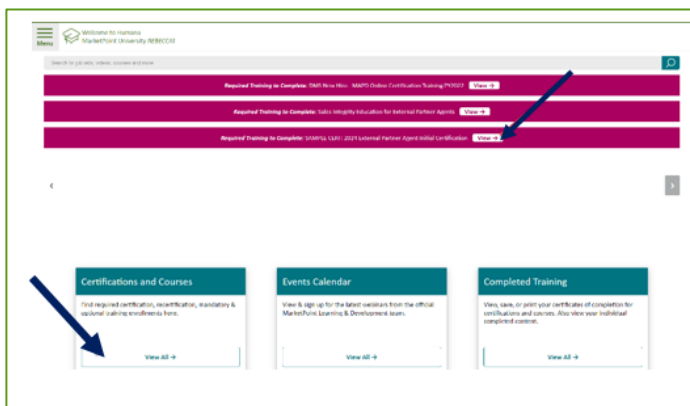 Menu
Welcome to Humana
MarketPoint University REBECCA!
Search for job aids, videos, courses and more
Required Training to Complete: DMS New Hire - MAPD Online Certification Training PY2022 View →
Required Training to Complete: Sales Integrity Education for External Partner Agents View →
Required Training to Complete: SAMPLE CERT: 2024 External Partner Agent Initial Certification View →
Certifications and Courses
Find required certification, recertification, mandatory &
optional training enrollments here.
View All →
Events Calendar
View & sign up for the latest webinars from the official
MarketPoint Learning & Development team.
View All →
Completed Training
View, save, or print your certificates of completion for
certifications and courses. Also view your individual
completed content.
View All →